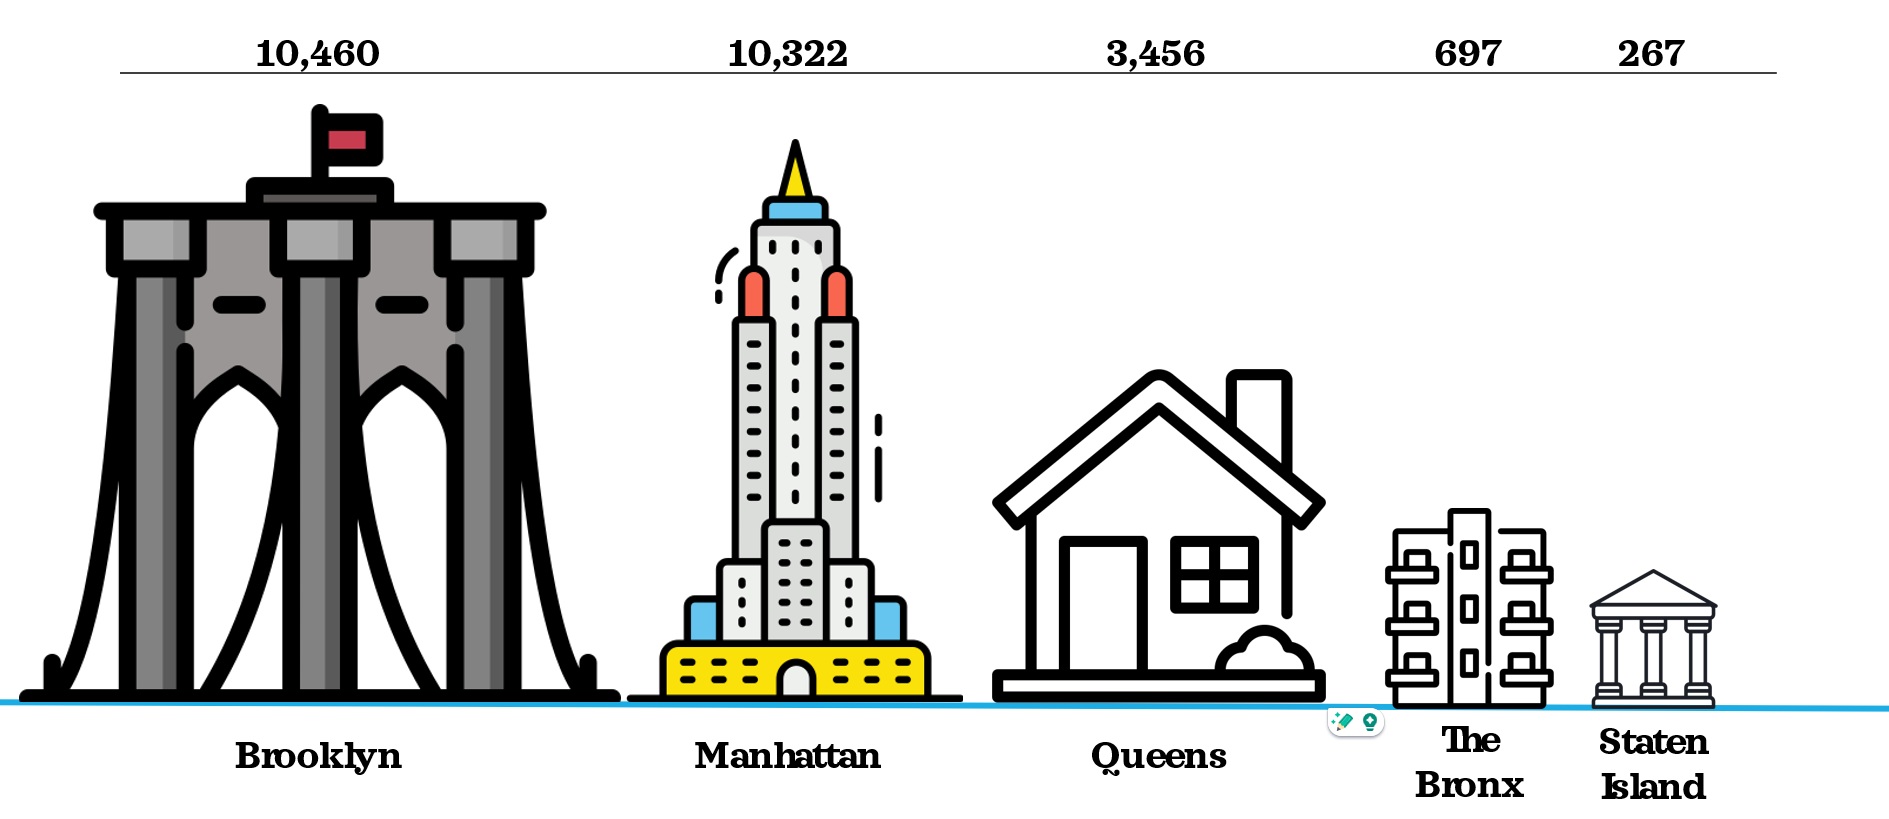 10,460 10,322 3,456 697 267
Brooklyn Manhattan Queens The Bronx Staten Island